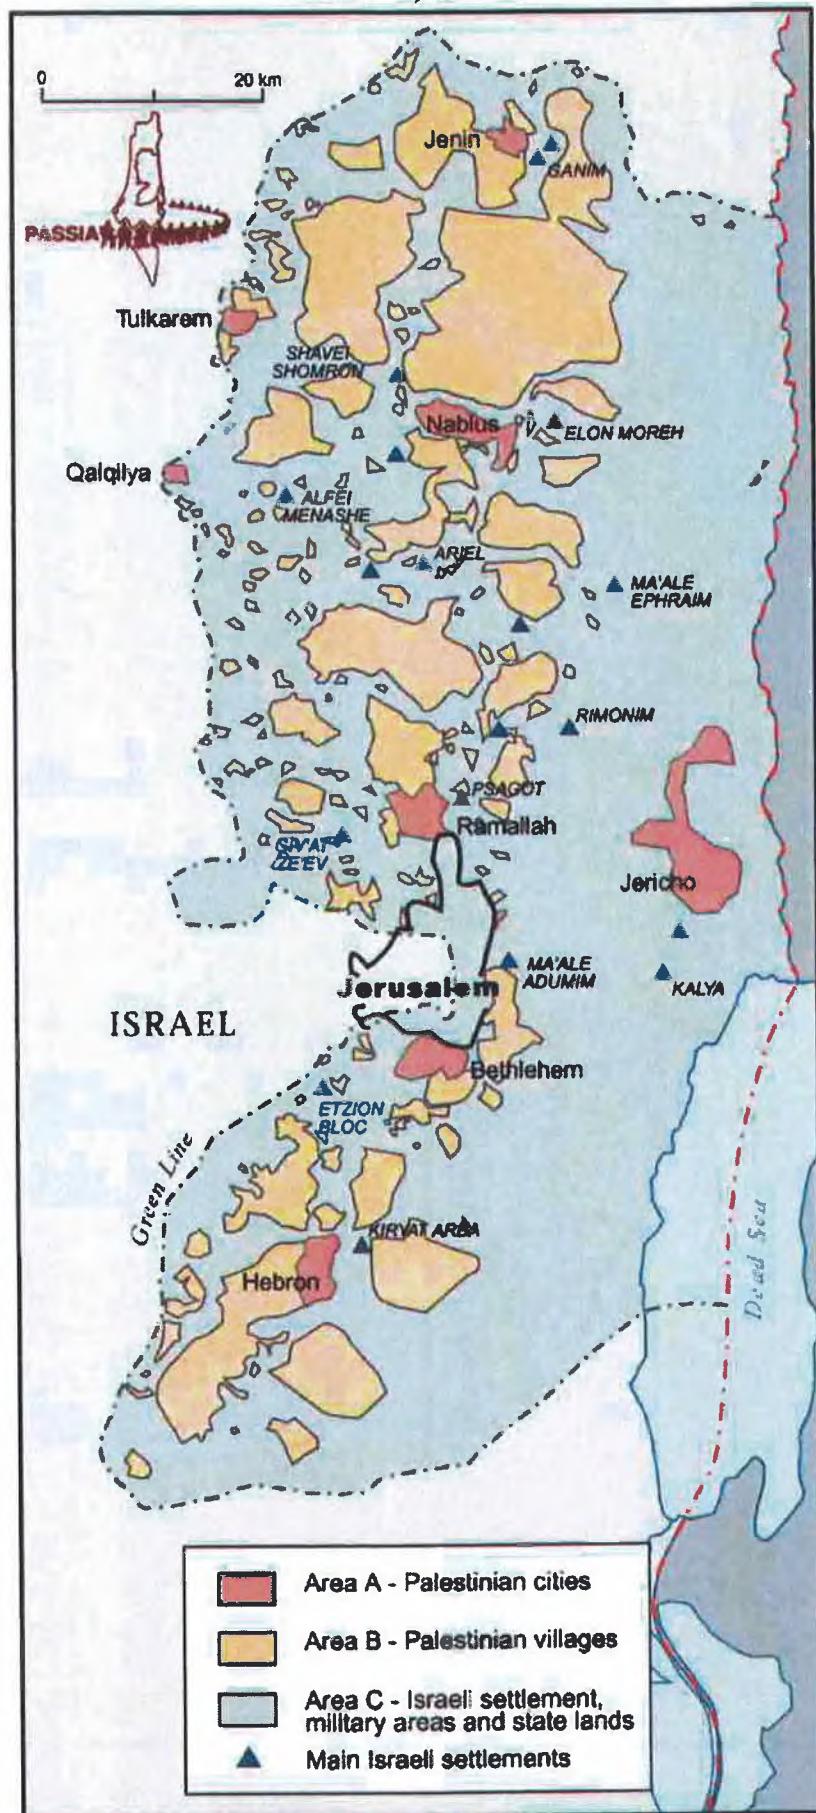 0 20 km
PASSIA
Jenin
GANIM
Tulkarem
SHAVEI
SHOMRON
Nablus
ELON MOREH
Qalqilya
ALFEI
MENASHE
ARIEL
MA'ALE
EPHRAIM
RIMONIM
PSAGOT
Ramallah
GIV'AT
ZE'EV
Jericho
MA'ALE
ADUMIM
KALYA
Jerusalem
ISRAEL
Bethlehem
ETZION
BLOC
Green Line
KIRYAT ARBA
Hebron
Dead Sea
Area A - Palestinian cities
Area B - Palestinian villages
Area C - Israeli settlement,
military areas and state lands
Main Israeli settlements